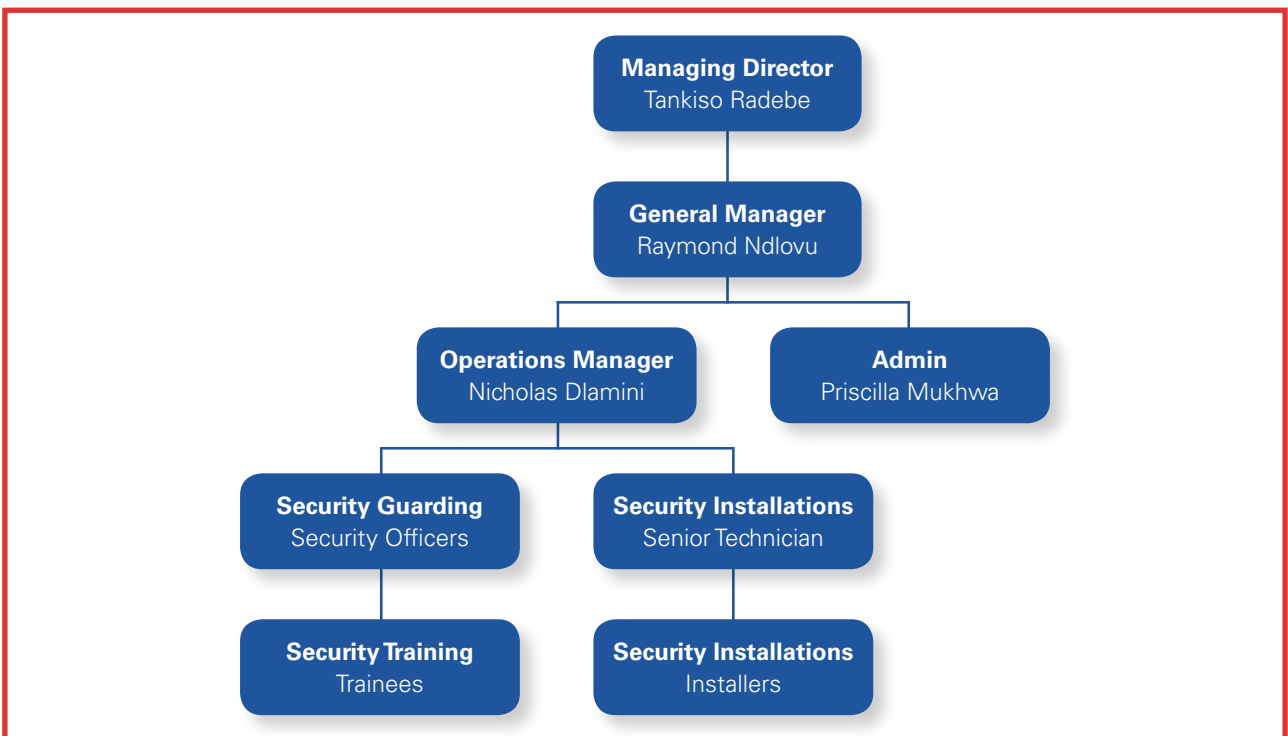 Managing Director
Tankiso Radebe
General Manager
Raymond Ndlovu
Operations Manager
Nicholas Dlamini
Admin
Priscilla Mukhwa
Security Guarding
Security Officers
Security Installations
Senior Technician
Security Training
Trainees
Security Installations
Installers